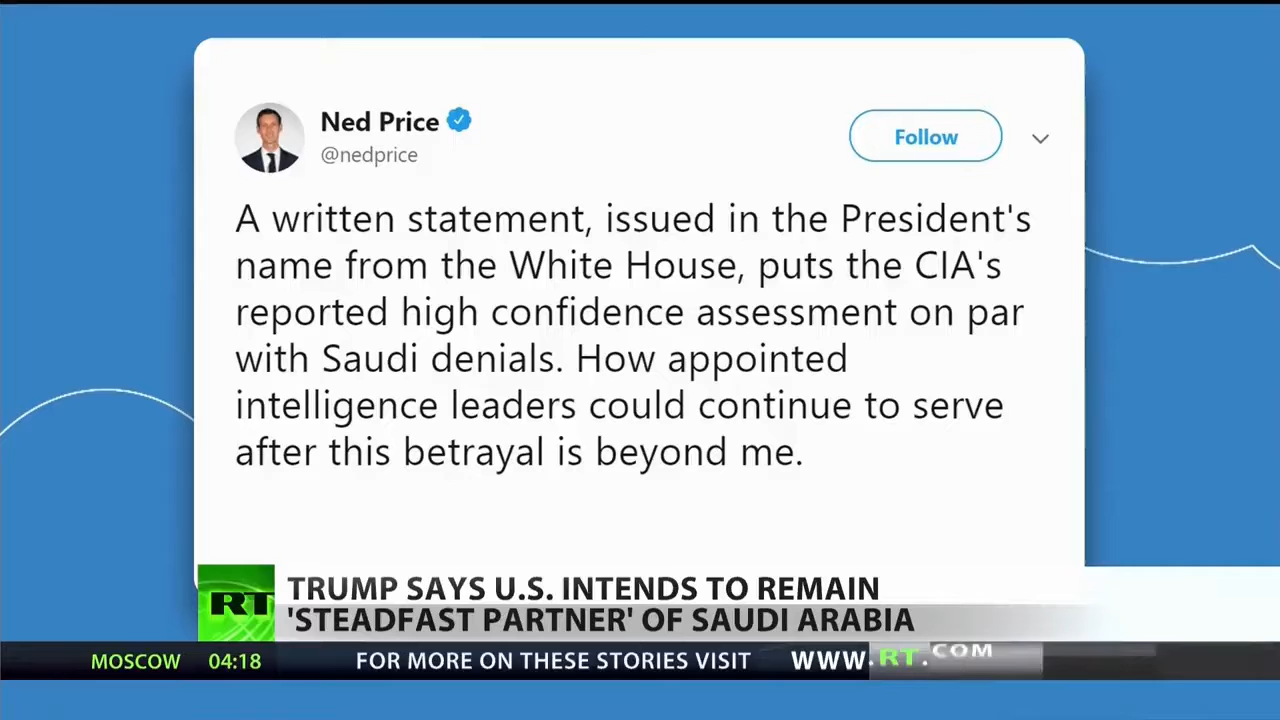 Ned Price
@nedprice
Follow
A written statement, issued in the President's
name from the White House, puts the CIA's
reported high confidence assessment on par
with Saudi denials. How appointed
intelligence leaders could continue to serve
after this betrayal is beyond me.
RT
TRUMP SAYS U.S. INTENDS TO REMAIN
'STEADFAST PARTNER' OF SAUDI ARABIA
MOSCOW 04:18 FOR MORE ON THESE STORIES VISIT WWW.RT.COM